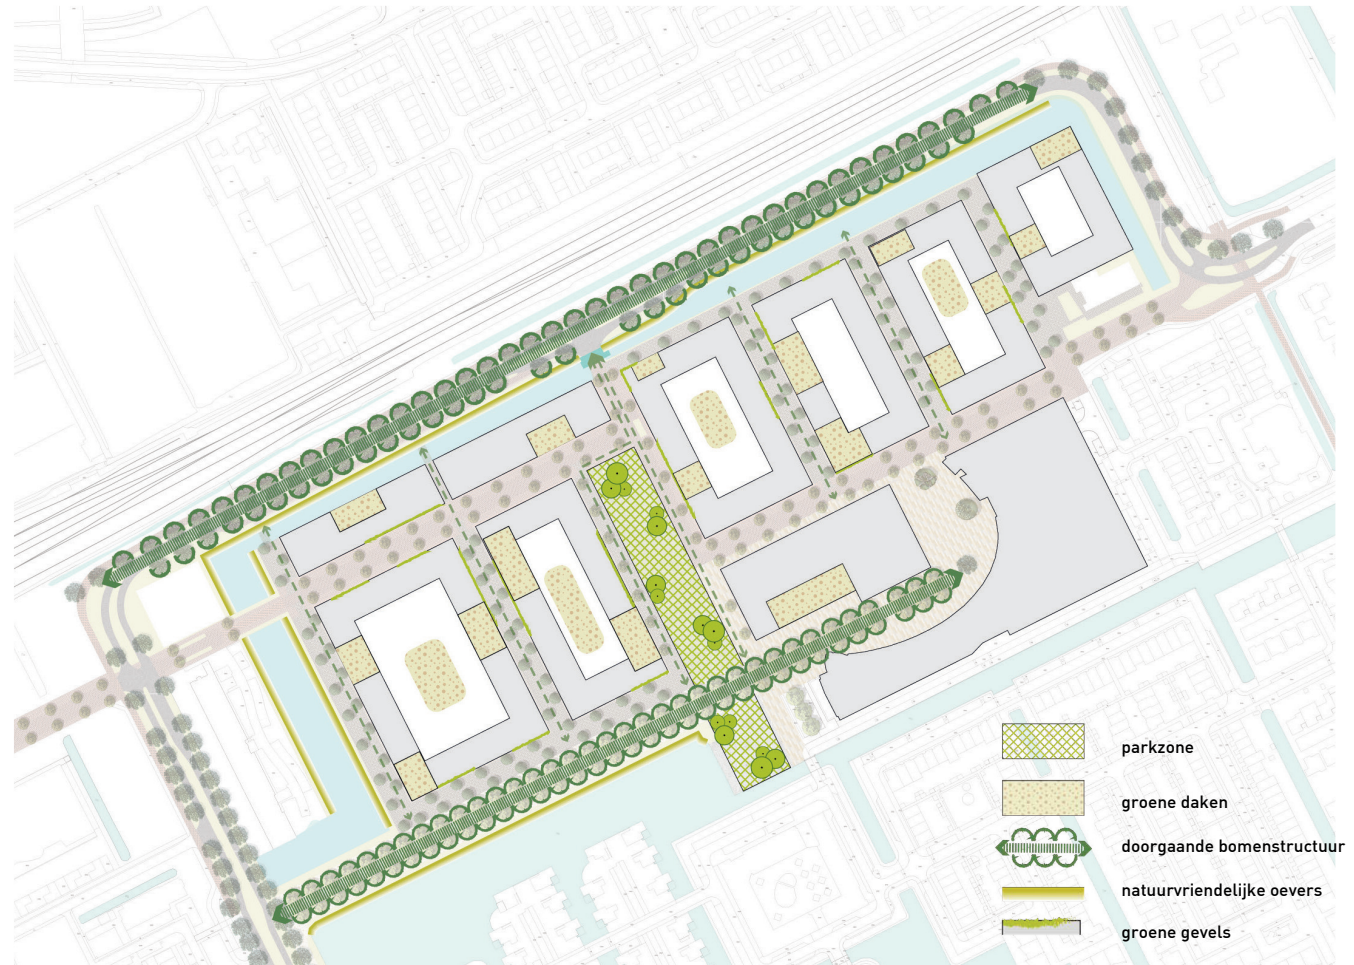 parkzone
groene daken
doorgaande bomenstructuur
natuurvriendelijke oevers
groene gevels